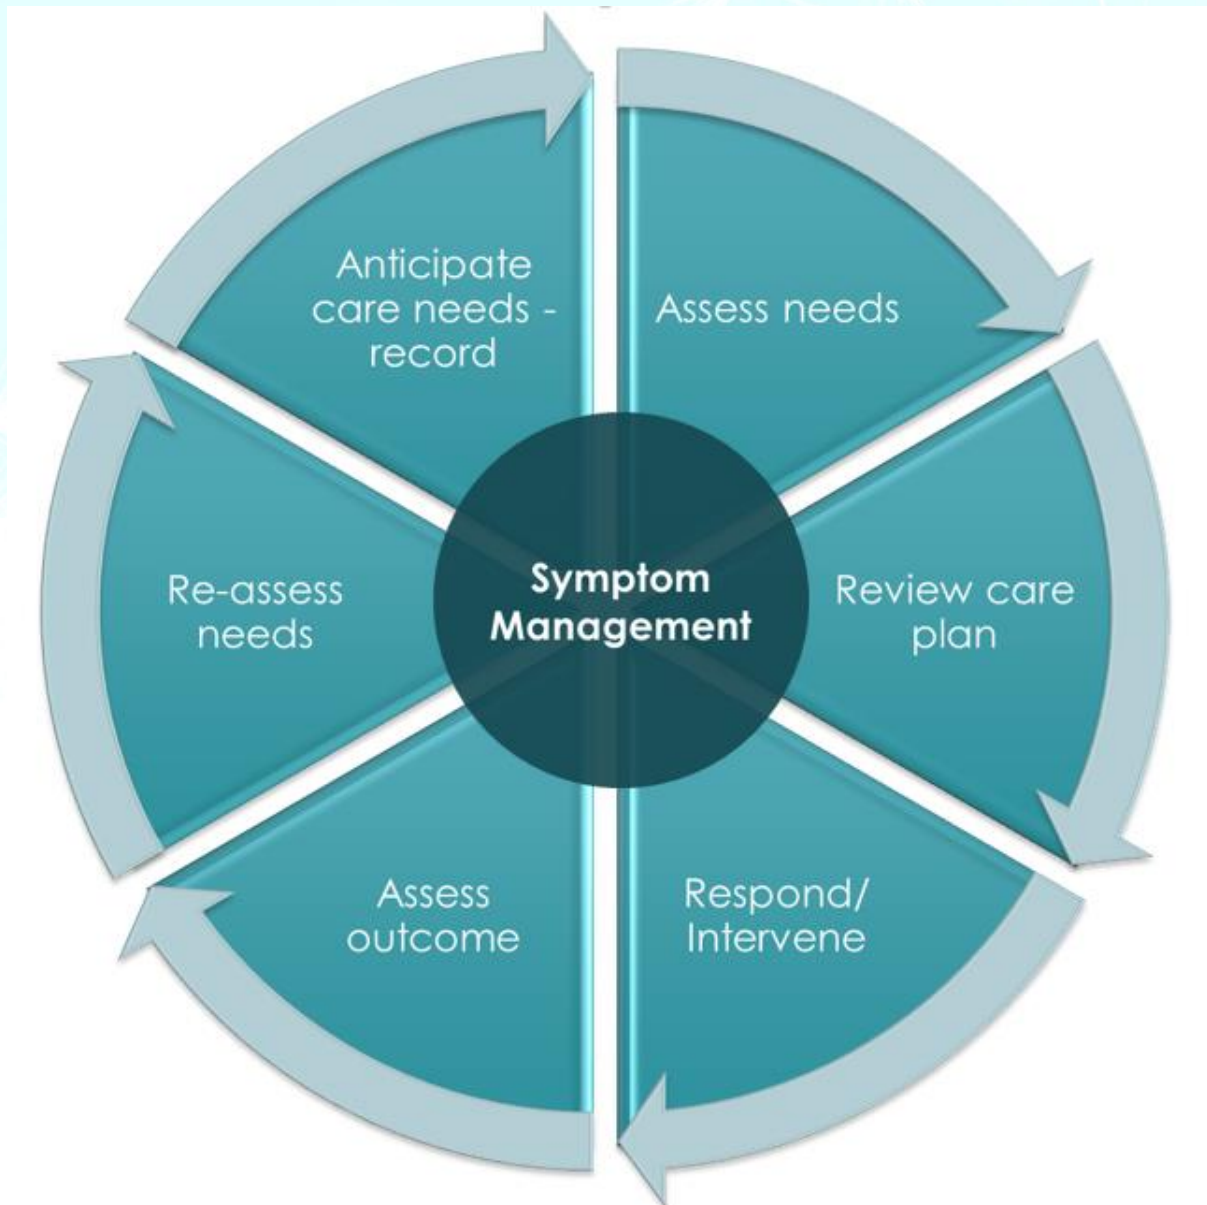 Anticipate
care needs -
record
Assess needs
Re-assess
needs
Symptom
Management
Review care
plan
Assess
outcome
Respond/
Intervene